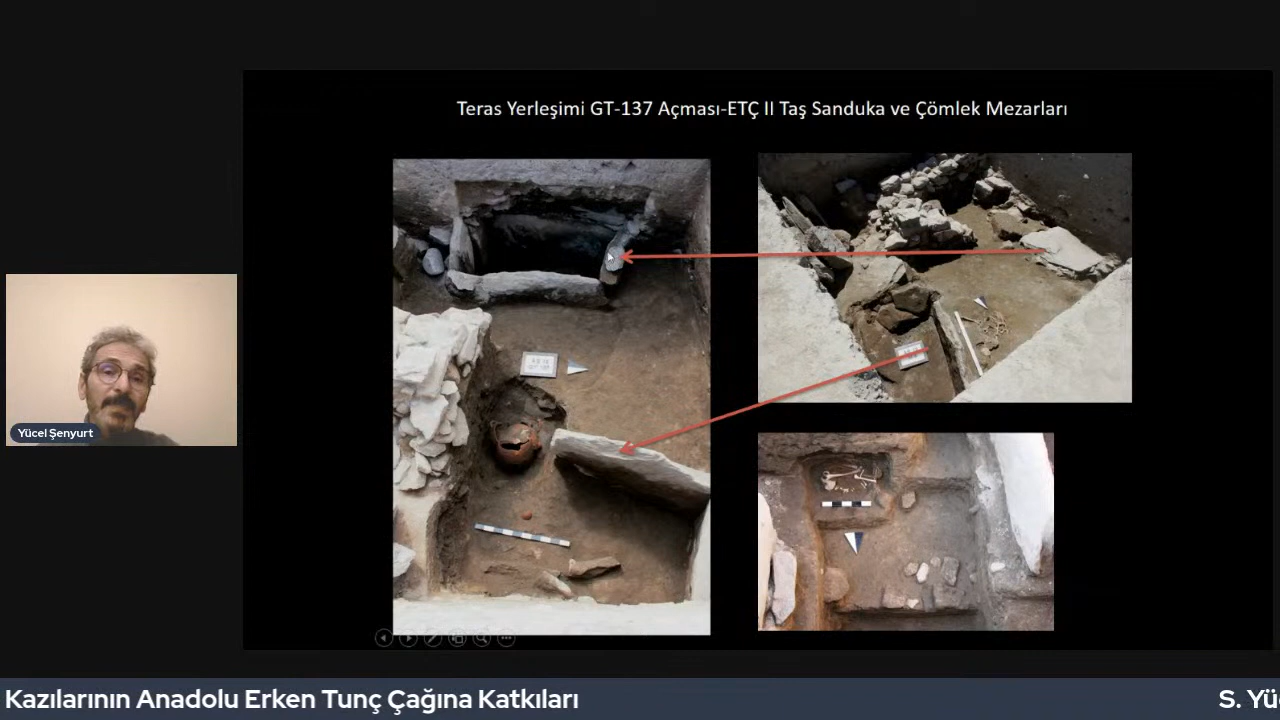 Teras Yerleşimi GT-137 Açması-ETÇ II Taş Sanduka ve Çömlek Mezarları
Yücel Şenyurt
Kazılarının Anadolu Erken Tunç Çağına Katkıları
S. Yü